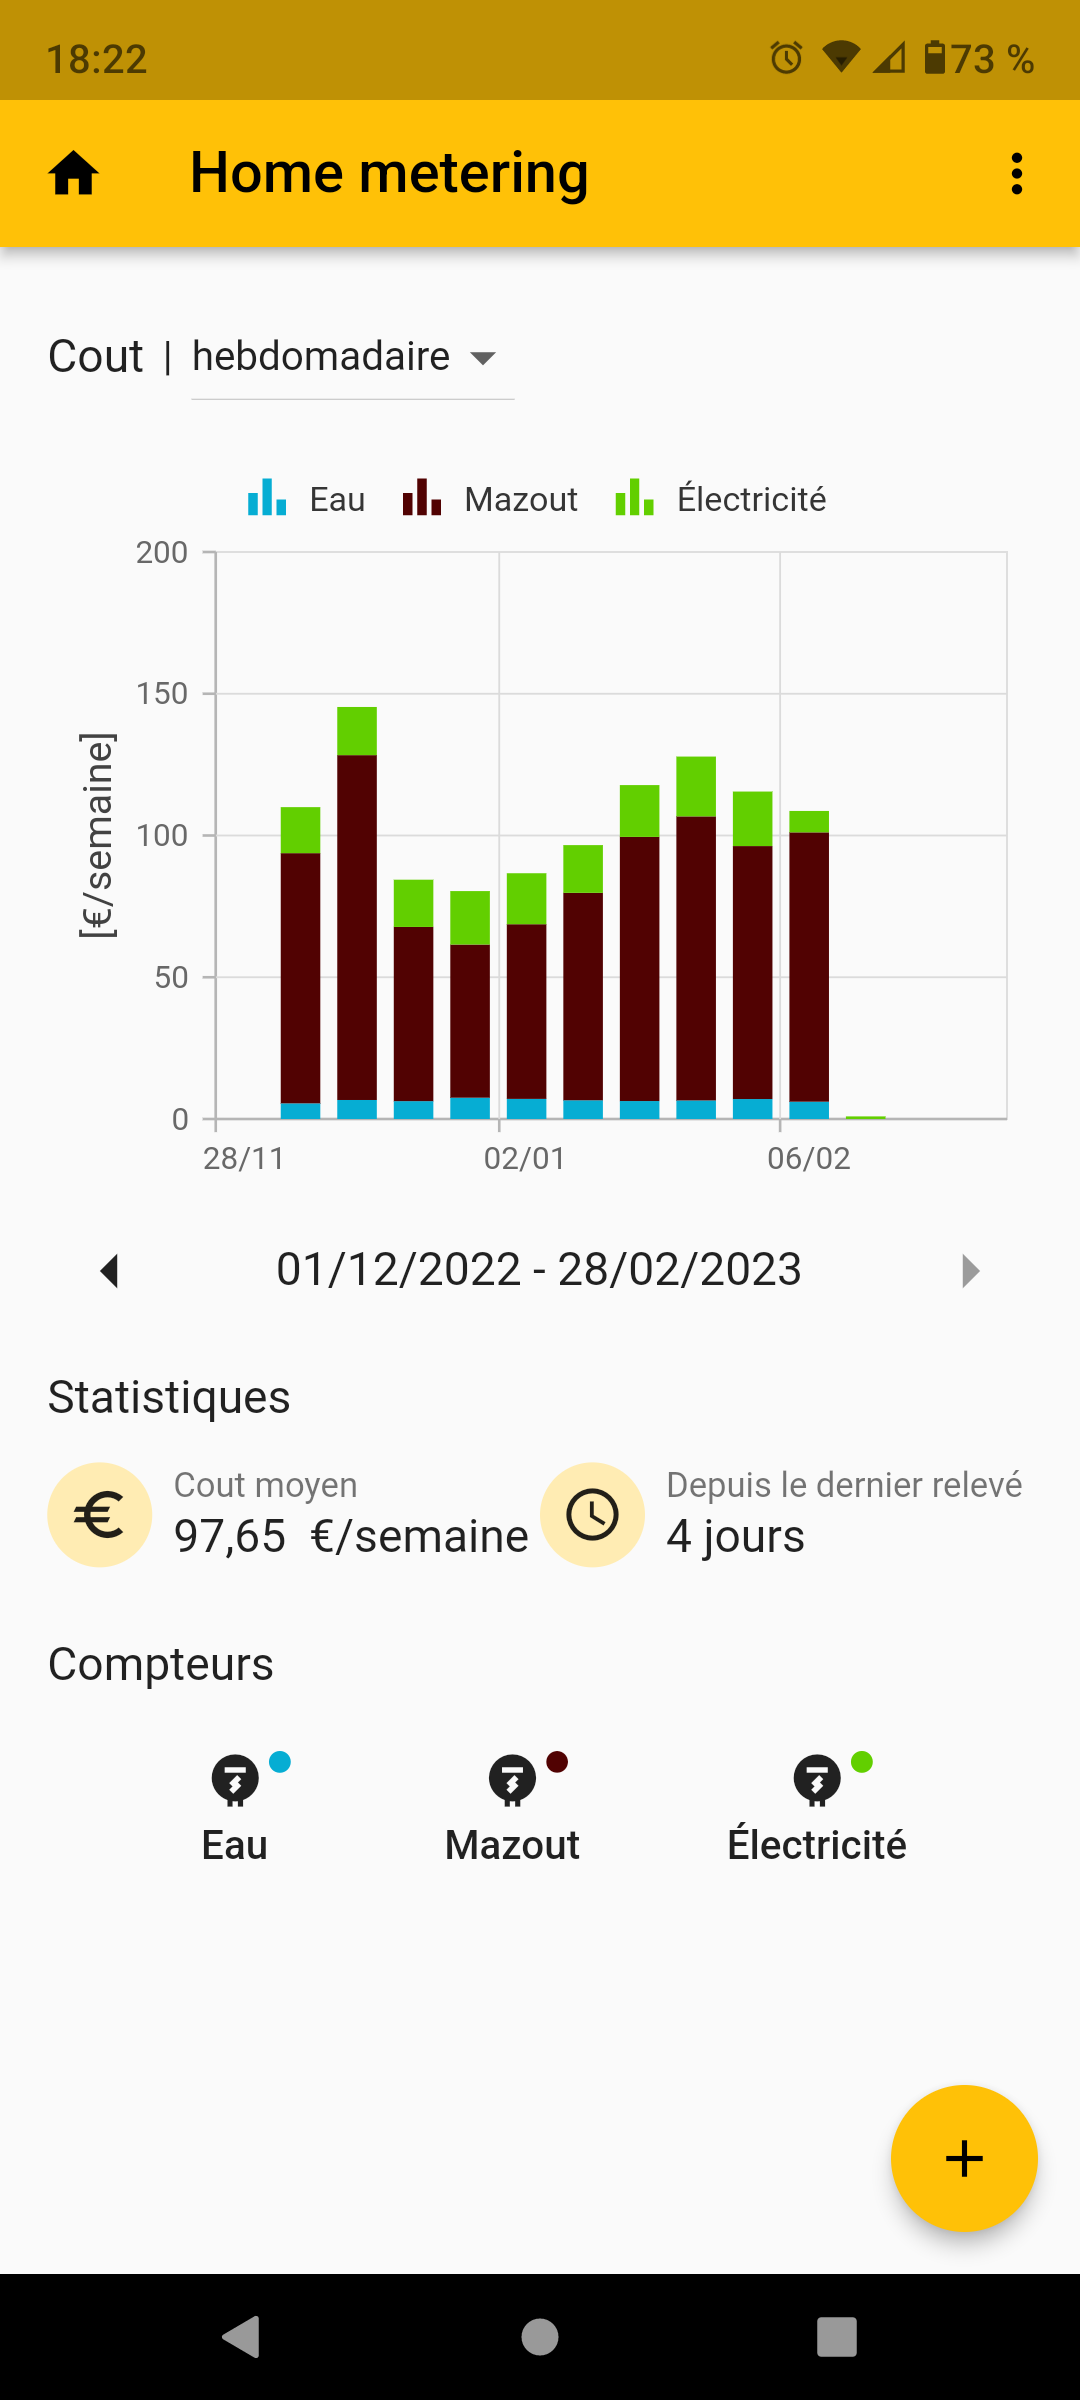 18:22
73 %
Home metering
Cout | hebdomadaire
Eau Mazout Électricité
200
150
100
50
0
[€/semaine]
28/11 02/01 06/02
01/12/2022 - 28/02/2023
Statistiques
Cout moyen
97,65 €/semaine
Depuis le dernier relevé
4 jours
Compteurs
Eau Mazout Électricité